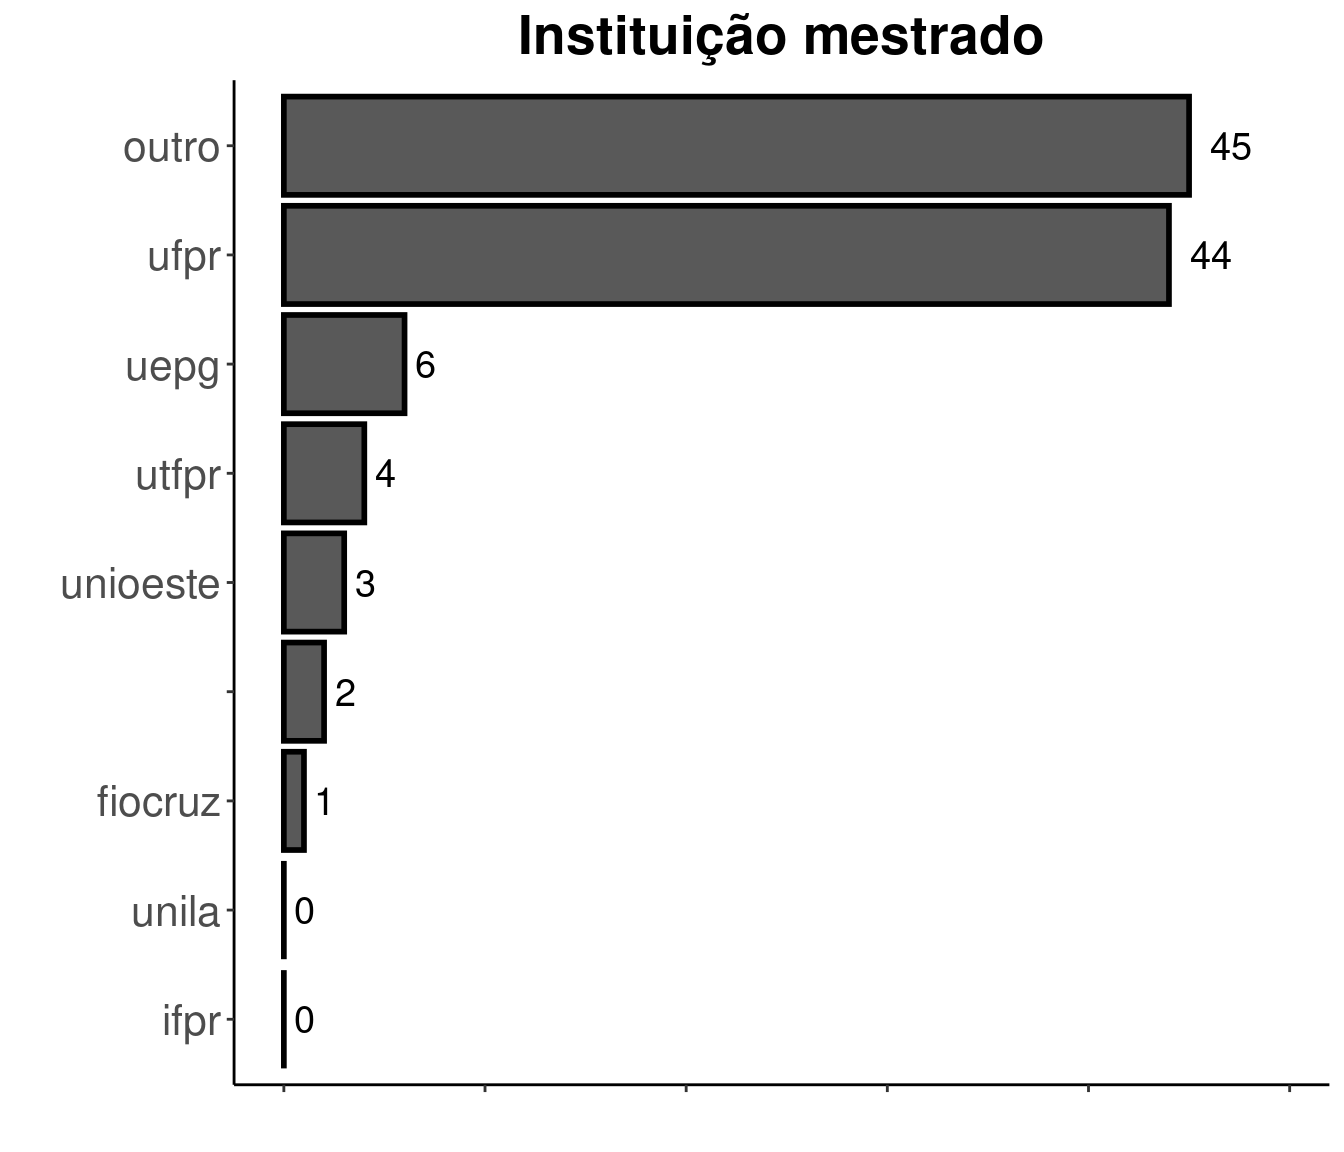 Instituição mestrado
outro 45
ufpr 44
uepg 6
utfpr 4
unioeste 3
2
fiocruz 1
unila 0
ifpr 0